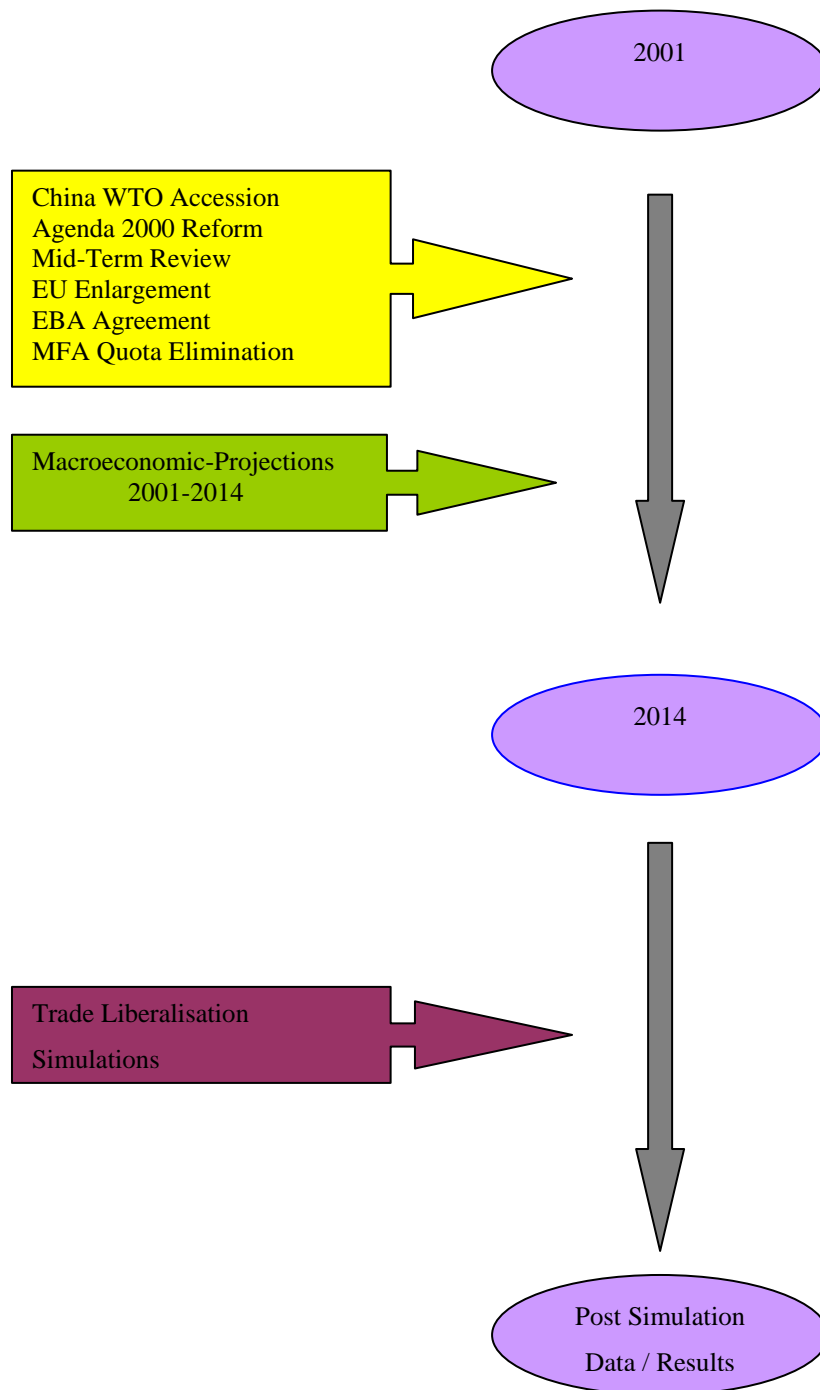 2001
China WTO Accession
Agenda 2000 Reform
Mid-Term Review
EU Enlargement
EBA Agreement
MFA Quota Elimination
Macroeconomic-Projections
2001-2014
2014
Trade Liberalisation
Simulations
Post Simulation
Data / Results